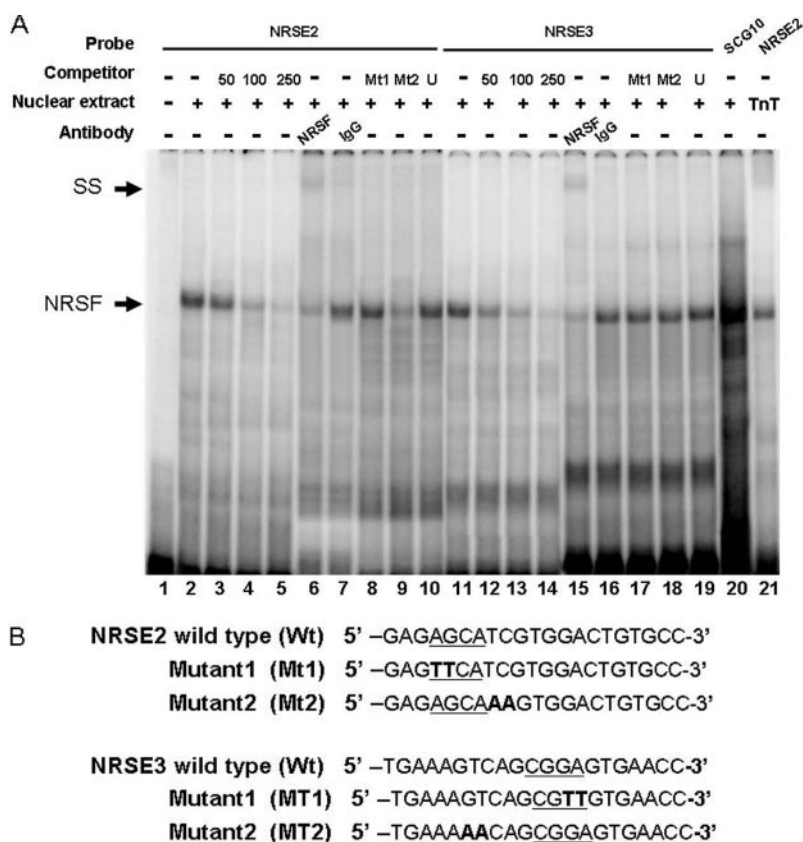 A
NRSE2 NRSE3 SCG10 NRSE2
Probe
Competitor - - 50 100 250 - - Mt1 Mt2 U - 50 100 250 - - Mt1 Mt2 U - -
Nuclear extract - + + + + + + + + + + + + + + + + + + + TnT
Antibody - - - - - NRSF IgG - - - - - - - NRSF IgG - - - - -
SS
NRSF
1 2 3 4 5 6 7 8 9 10 11 12 13 14 15 16 17 18 19 20 21
B
NRSE2 wild type (Wt) 5' –GAGAGCATCGTGGACTGTGCC-3'
Mutant1 (Mt1) 5' –GAGTTCATCGTGGACTGTGCC-3'
Mutant2 (Mt2) 5' –GAGAGCAAAGTGGACTGTGCC-3'
NRSE3 wild type (Wt) 5' –TGAAAGTCAGCGGAGTGAACC-3'
Mutant1 (MT1) 5' –TGAAAGTCAGCGTTGTGAACC-3'
Mutant2 (MT2) 5' –TGAAAAACAGCGGAGTGAACC-3'